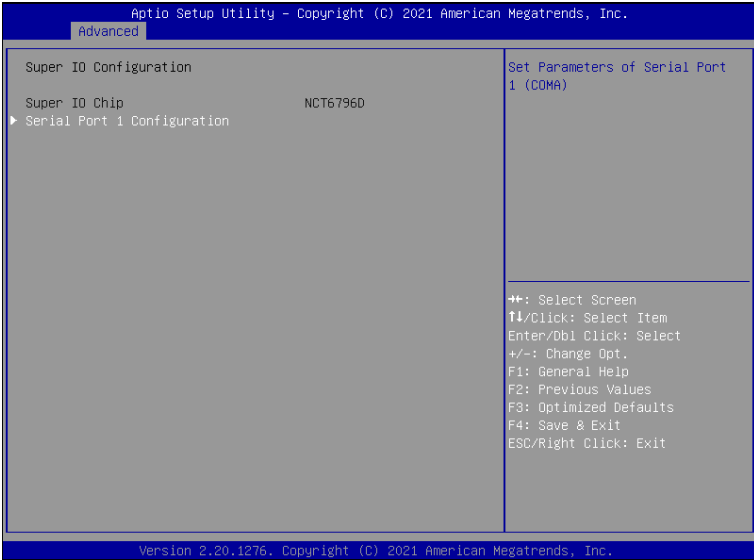 Aptio Setup Utility – Copyright (C) 2021 American Megatrends, Inc.
Advanced
Super IO Configuration
Super IO Chip NCT6796D
Serial Port 1 Configuration
Set Parameters of Serial Port
1 (COMA)
→←: Select Screen
↑↓/Click: Select Item
Enter/Dbl Click: Select
+/-: Change Opt.
F1: General Help
F2: Previous Values
F3: Optimized Defaults
F4: Save & Exit
ESC/Right Click: Exit
Version 2.20.1276. Copyright (C) 2021 American Megatrends, Inc.